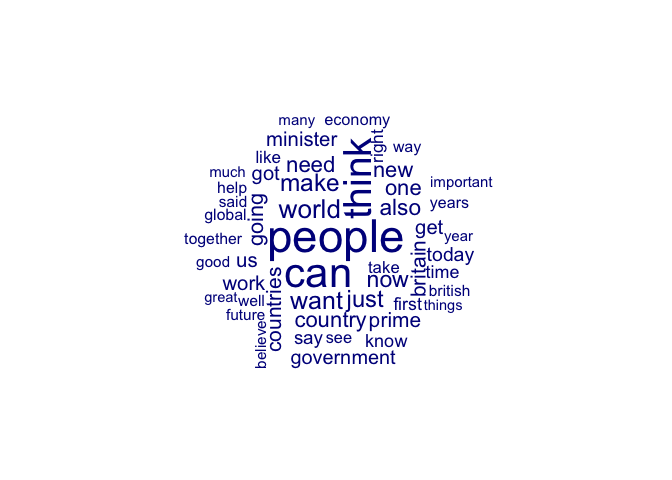 many economy
minister right way
like need think new
much got make one important
help
said going world also years
global
people get year
together
good us can take britain today
work now time
countries want just british
great well first things
future country prime
believe say see know
government